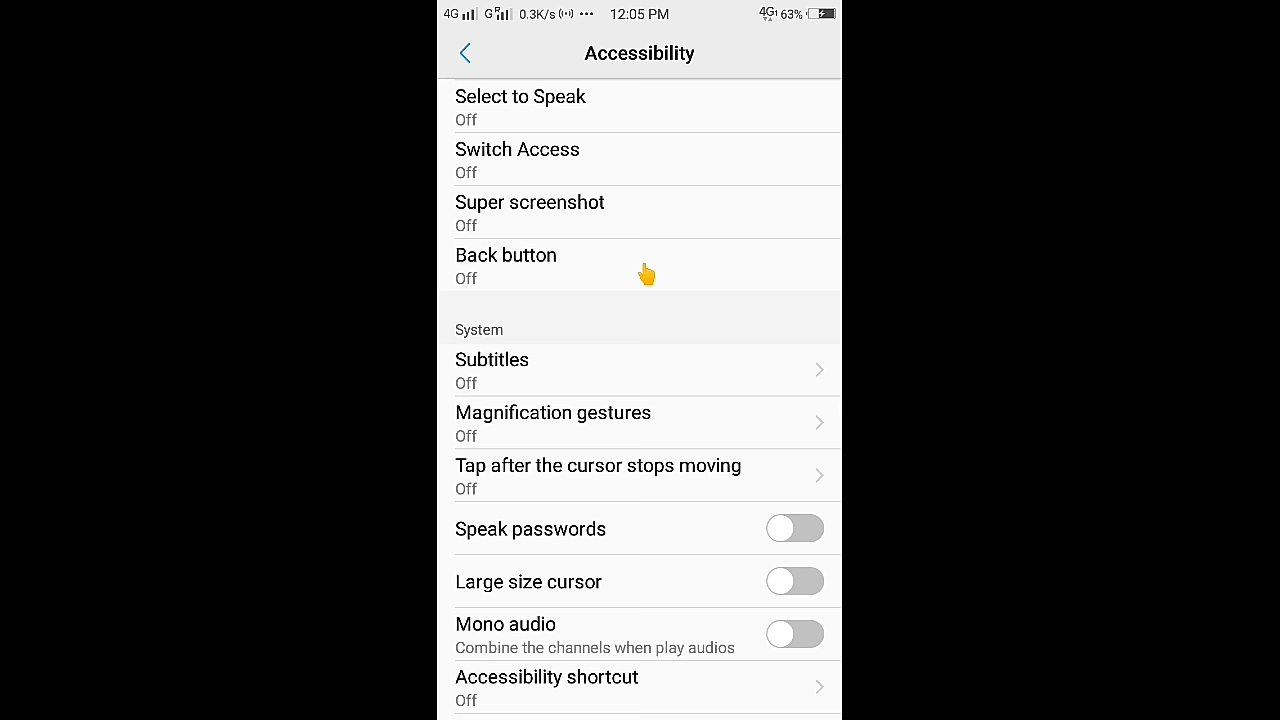 4G G R 0.3K/s 12:05 PM 4G1 63%
Accessibility
Select to Speak
Off
Switch Access
Off
Super screenshot
Off
Back button
Off
System
Subtitles
Off
Magnification gestures
Off
Tap after the cursor stops moving
Off
Speak passwords
Large size cursor
Mono audio
Combine the channels when play audios
Accessibility shortcut
Off